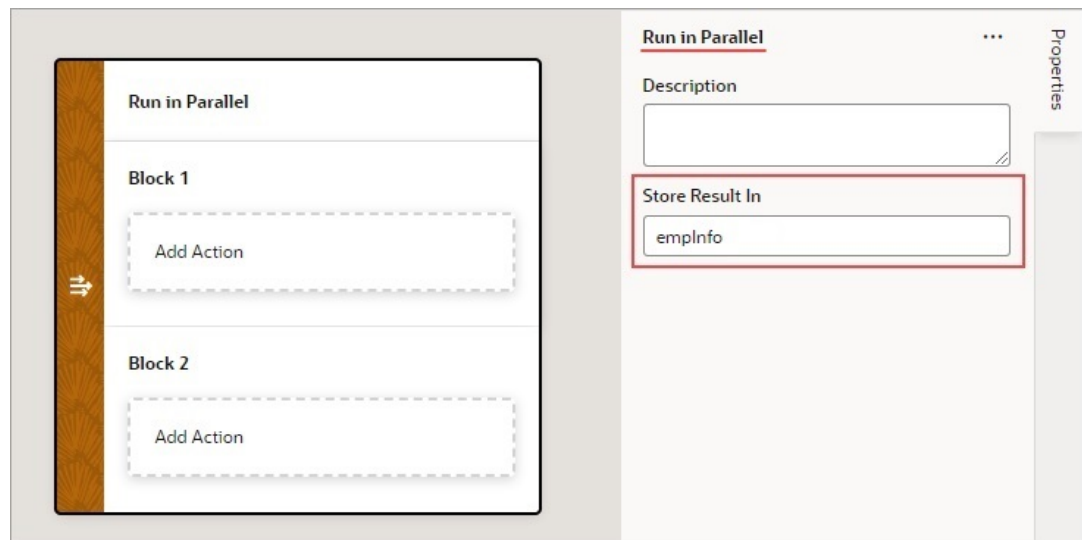 Run in Parallel
Block 1
Add Action
Block 2
Add Action
Run in Parallel
Description
Store Result In
empInfo
Properties